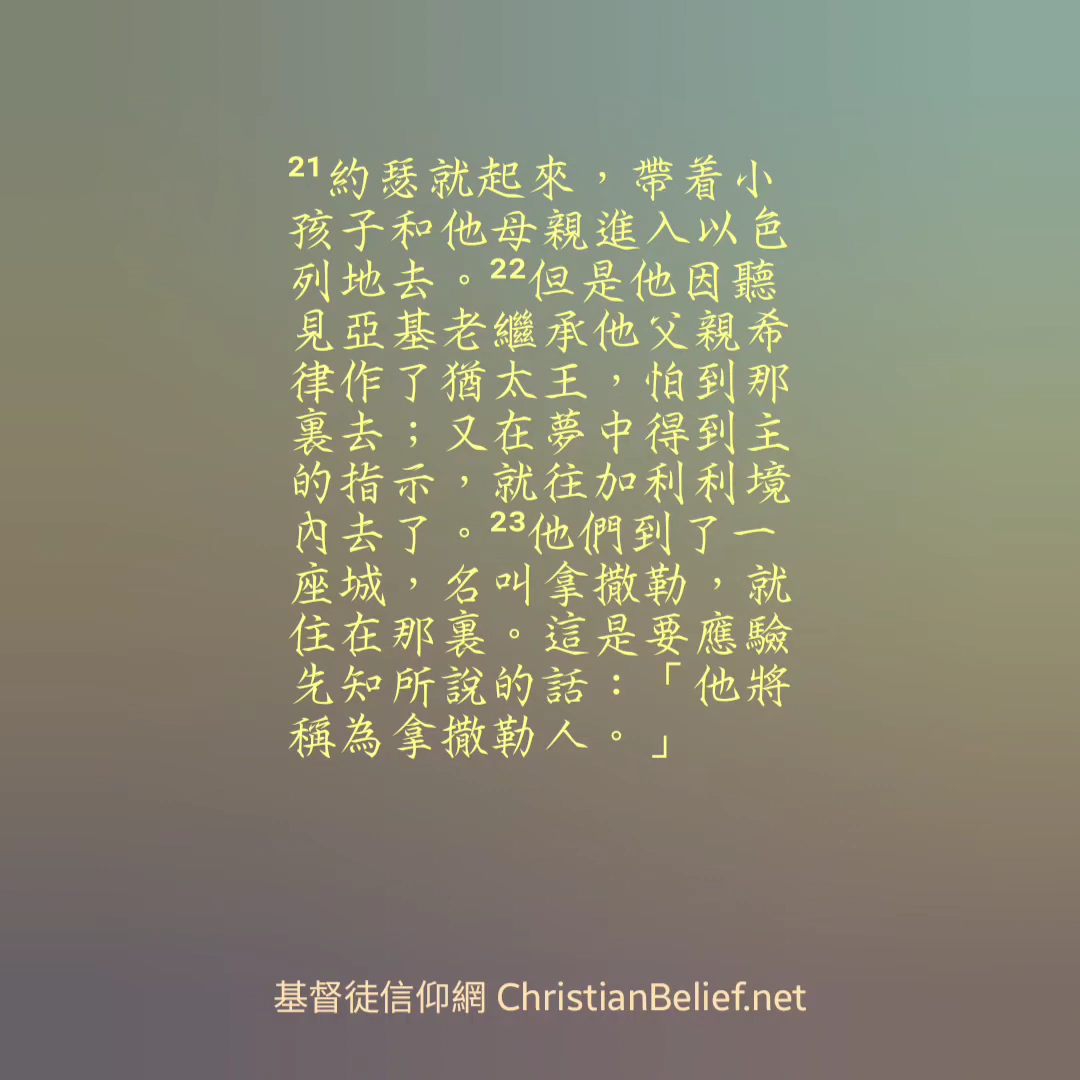 21約瑟就起來，帶着小
孩子和他母親進入以色
列地去。22但是他因聽
見亞基老繼承他父親希
律作了猶太王，怕到那
裏去；又在夢中得到主
的指示，就往加利利境
內去了。23他們到了一
座城，名叫拿撒勒，就
住在那裏。這是要應驗
先知所說的話：「他將
稱為拿撒勒人。」
基督徒信仰網 ChristianBelief.net